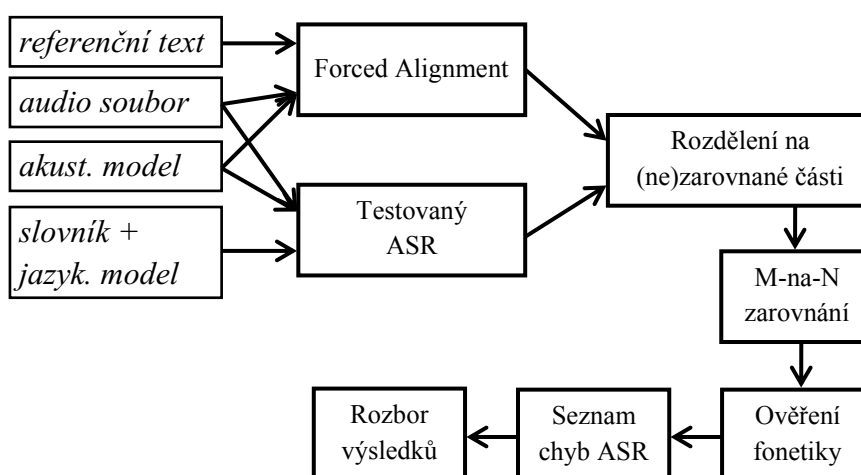 referenční text
audio soubor
akust. model
slovník +
jazyk. model
Forced Alignment
Testovaný
ASR
Rozdělení na
(ne)zarovnané části
M-na-N
zarovnání
Ověření
fonetiky
Seznam
chyb ASR
Rozbor
výsledků